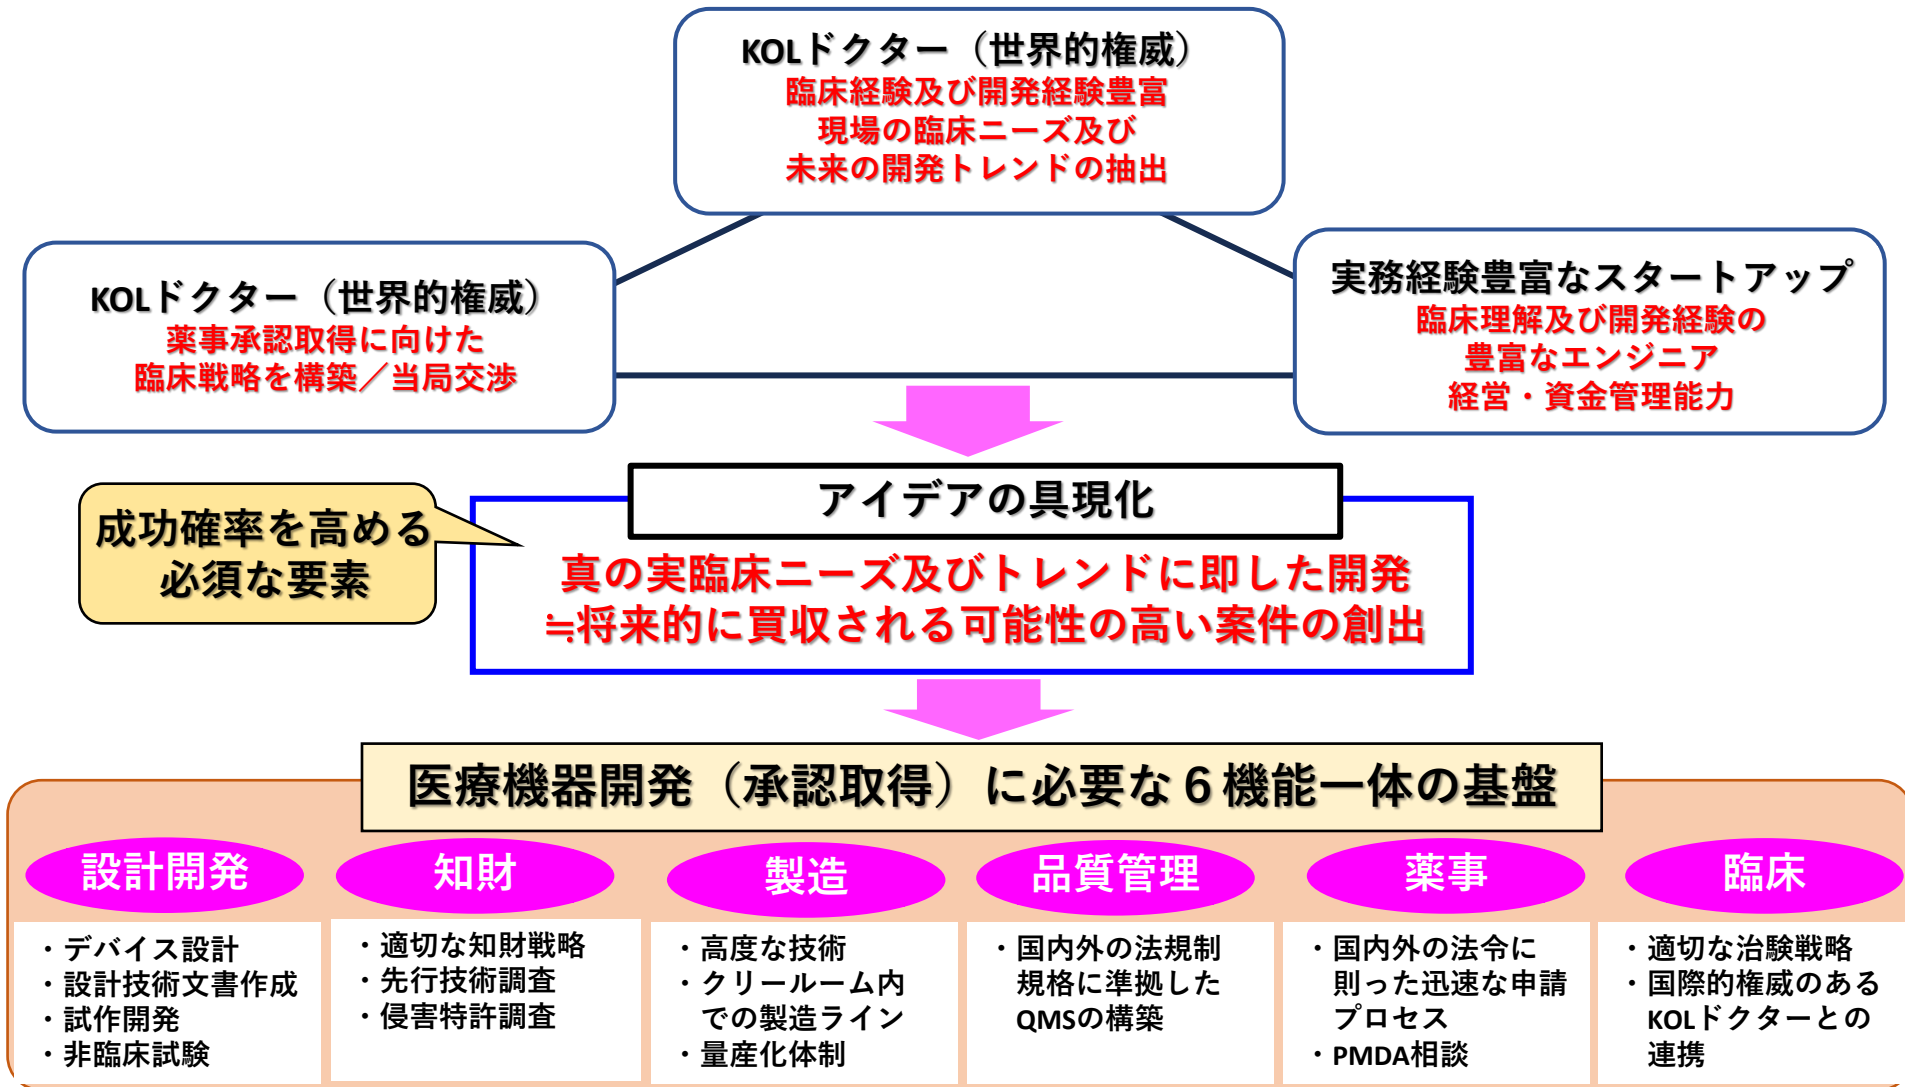 KOLドクター（世界的権威）
臨床経験及び開発経験豊富
現場の臨床ニーズ及び
未来の開発トレンドの抽出
KOLドクター（世界的権威）
薬事承認取得に向けた
臨床戦略を構築／当局交渉
実務経験豊富なスタートアップ
臨床理解及び開発経験の
豊富なエンジニア
経営・資金管理能力
アイデアの具現化
成功確率を高める
必須な要素
真の実臨床ニーズ及びトレンドに即した開発
≒将来的に買収される可能性の高い案件の創出
医療機器開発（承認取得）に必要な６機能一体の基盤
設計開発
・デバイス設計
・設計技術文書作成
・試作開発
・非臨床試験
知財
・適切な知財戦略
・先行技術調査
・侵害特許調査
製造
・高度な技術
・クリールーム内
での製造ライン
・量産化体制
品質管理
・国内外の法規制
規格に準拠した
QMSの構築
薬事
・国内外の法令に
則った迅速な申請
プロセス
・PMDA相談
臨床
・適切な治験戦略
・国際的権威のある
KOLドクターとの
連携